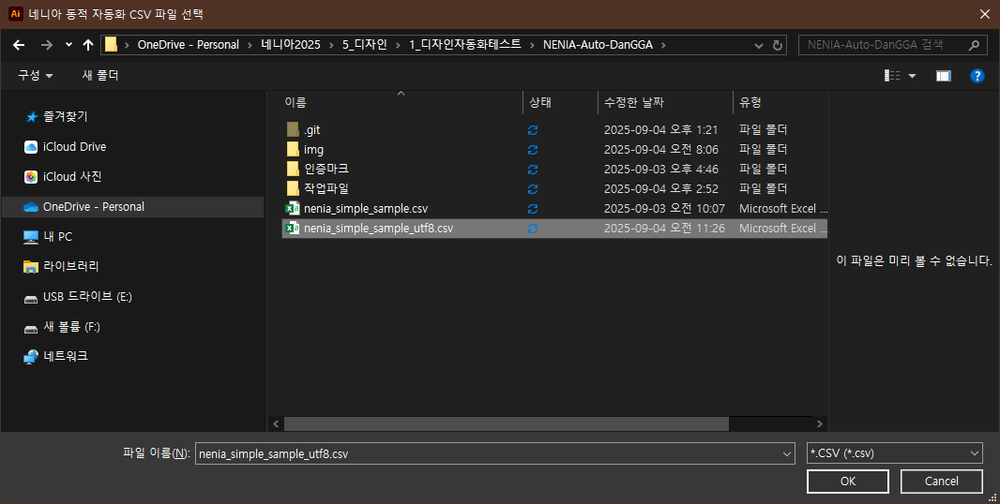 Ai 네니아 동적 자동화 CSV 파일 선택
OneDrive - Personal > 네니아2025 > 5_디자인 > 1_디자인자동화테스트 > NENIA-Auto-DanGGA >
NENIA-Auto-DanGGA 검색
구성 새 폴더
이름 상태 수정한 날짜 유형
즐겨찾기
iCloud Drive
iCloud 사진
OneDrive - Personal
내 PC
라이브러리
USB 드라이브 (E:)
새 볼륨 (F:)
네트워크
.git 2025-09-04 오후 1:21 파일 폴더
img 2025-09-04 오전 8:06 파일 폴더
인증마크 2025-09-03 오후 4:46 파일 폴더
작업파일 2025-09-04 오후 2:52 파일 폴더
nenia_simple_sample.csv 2025-09-03 오전 10:07 Microsoft Excel ...
nenia_simple_sample_utf8.csv 2025-09-04 오전 11:26 Microsoft Excel ...
이 파일은 미리 볼 수 없습니다.
파일 이름(N): nenia_simple_sample_utf8.csv
*.CSV (*.csv)
OK Cancel